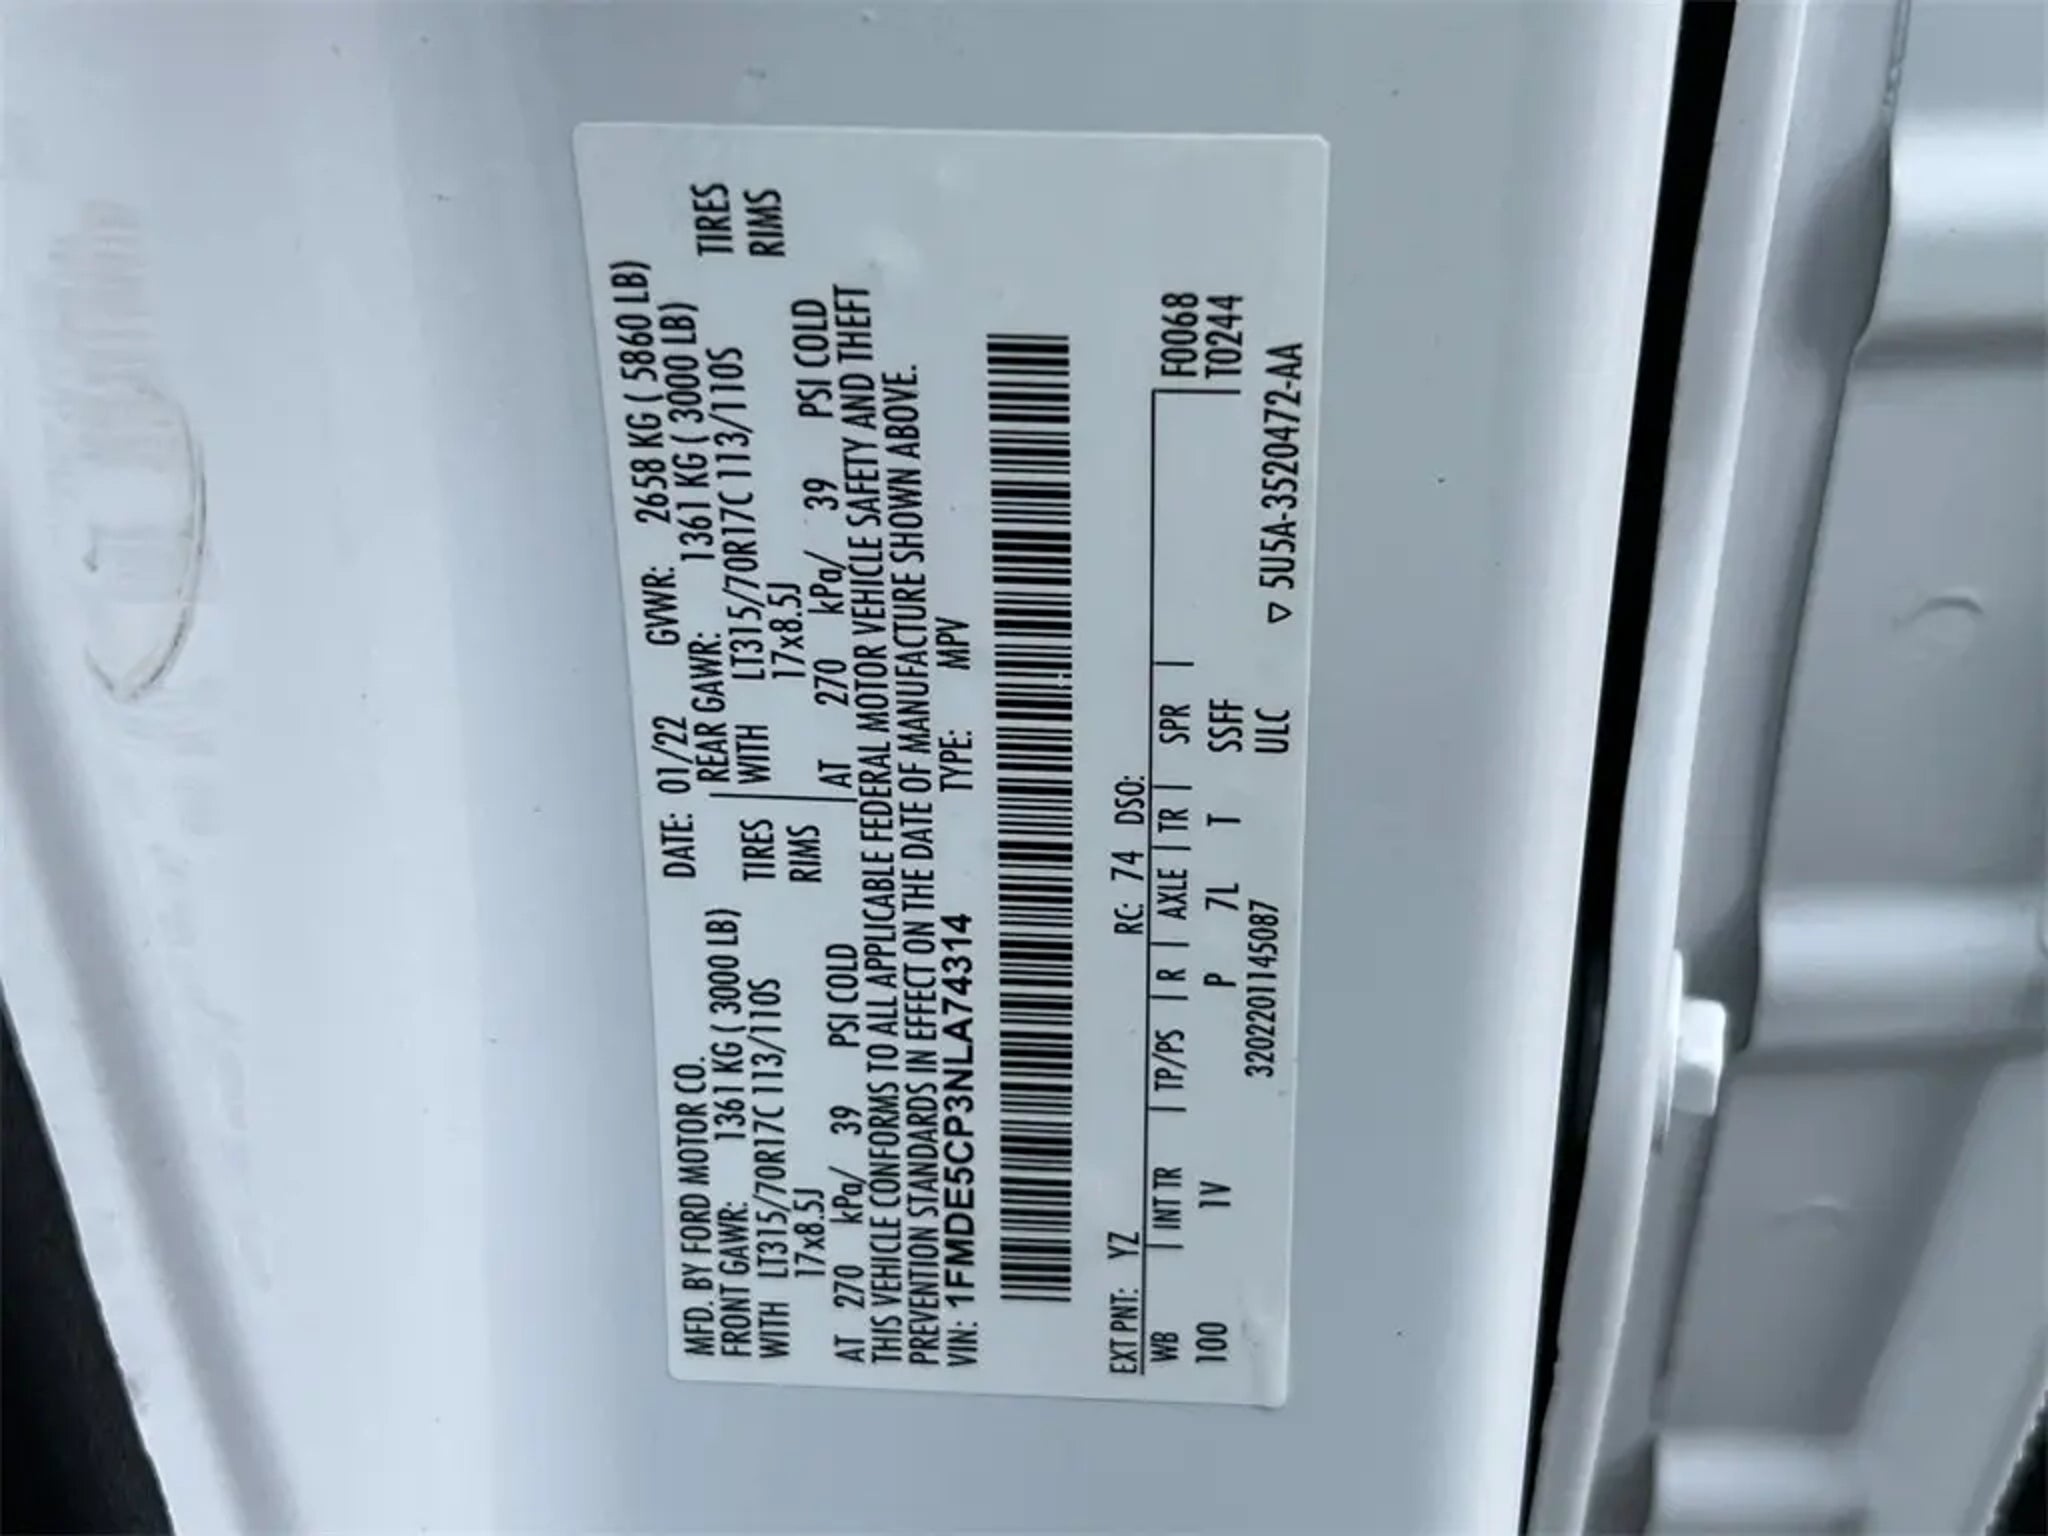 MFD. BY FORD MOTOR CO. DATE: 01/22 GVWR: 2658 KG ( 5860 LB)
FRONT GAWR: 1361 KG ( 3000 LB) REAR GAWR: 1361 KG ( 3000 LB)
WITH LT315/70R17C 113/110S TIRES WITH LT315/70R17C 113/110S TIRES
17x8.5J RIMS 17x8.5J RIMS
AT 270 kPa/ 39 PSI COLD AT 270 kPa/ 39 PSI COLD
THIS VEHICLE CONFORMS TO ALL APPLICABLE FEDERAL MOTOR VEHICLE SAFETY AND THEFT
PREVENTION STANDARDS IN EFFECT ON THE DATE OF MANUFACTURE SHOWN ABOVE.
VIN: 1FMDE5CP3NLA74314 TYPE: MPV
EXT PNT: YZ RC: 74 DSO:
WB | INT TR | TP/PS | R | AXLE | TR | SPR | F0068
100 1V P 7L T SSFF T0244
3202201145087 ULC ▽ 5U5A-3520472-AA